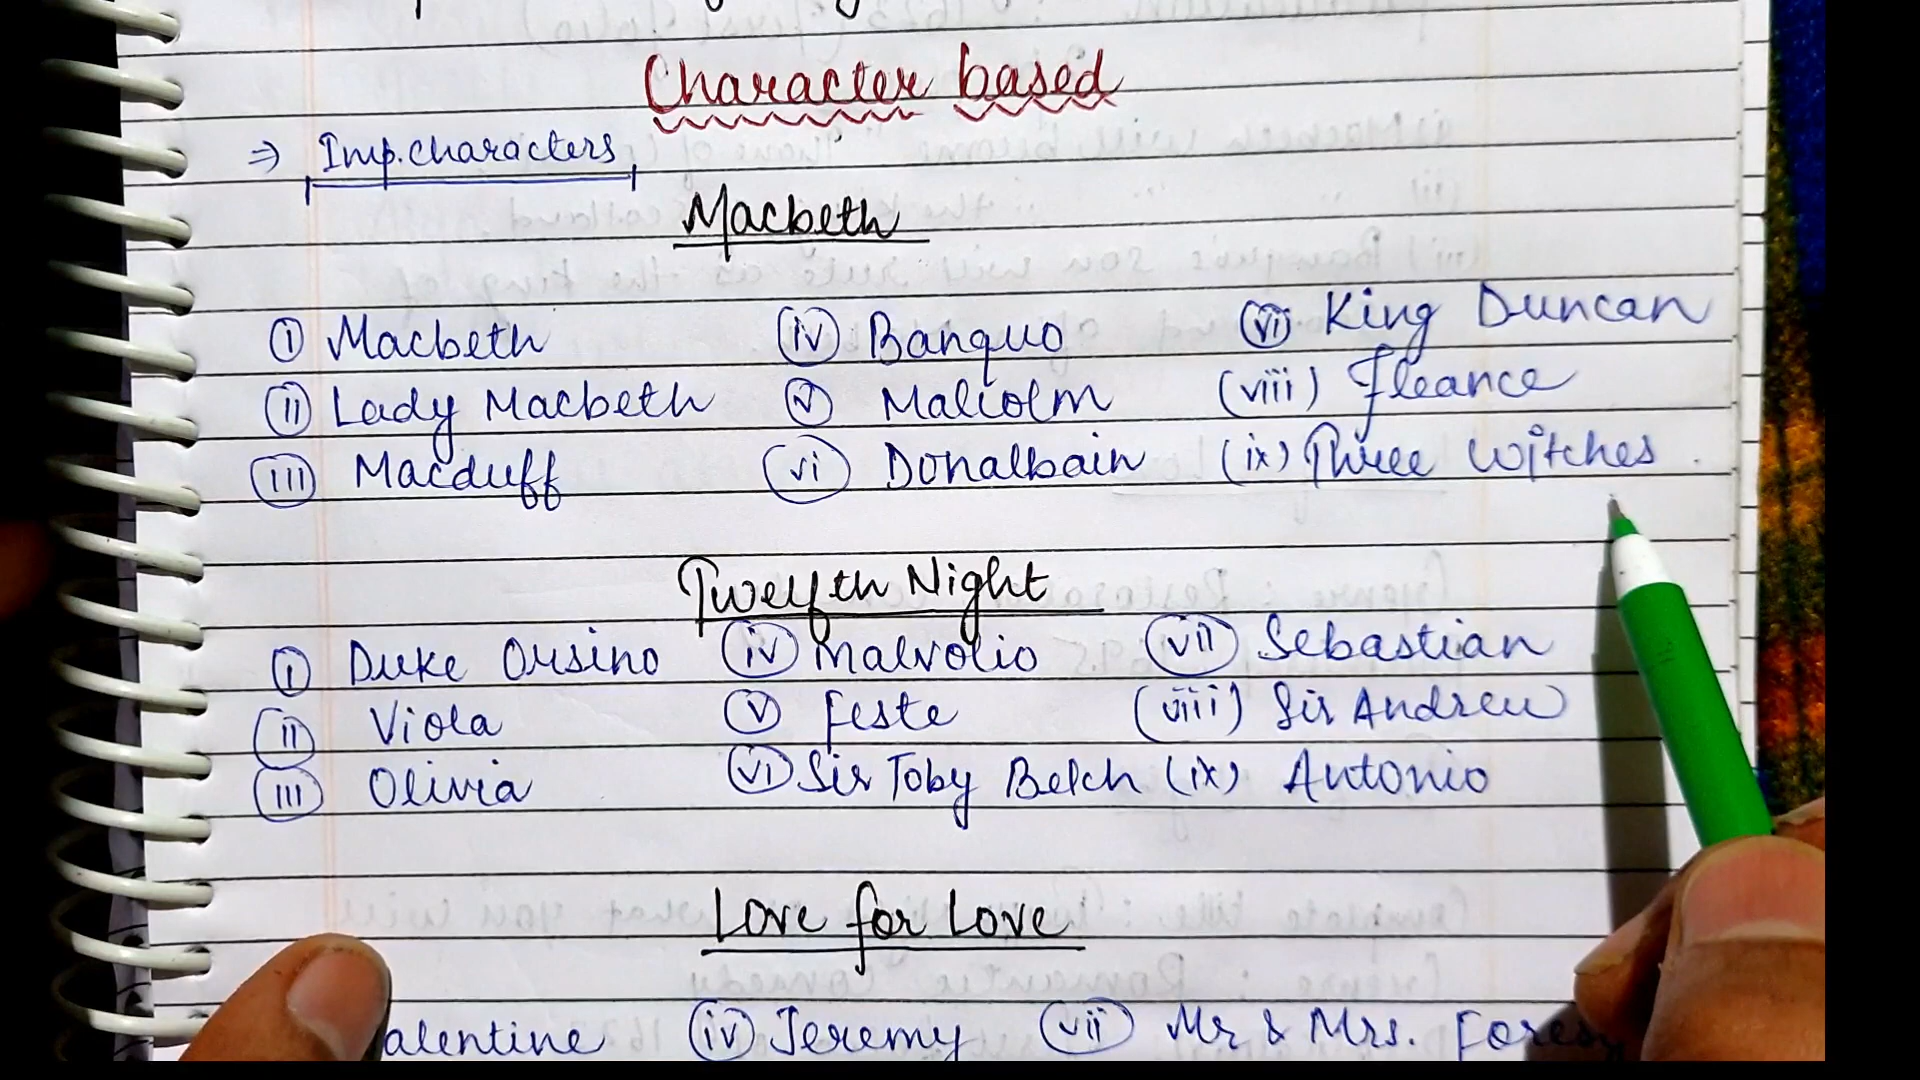 Character based
⇒ Imp. characters
Macbeth
(i) Macbeth (iv) Banquo (vi) King Duncan
(ii) Lady Macbeth (v) Malcolm (viii) Fleance
(iii) Macduff (vi) Donalbain (ix) Three Witches
Twelfth Night
(i) Duke Orsino (iv) Malvolio (vii) Sebastian
(ii) Viola (v) Feste (viii) Sir Andrew
(iii) Olivia (vi) Sir Toby Belch (ix) Antonio
Love for Love
alentine (iv) Jeremy (vii) Mr & Mrs. Fores